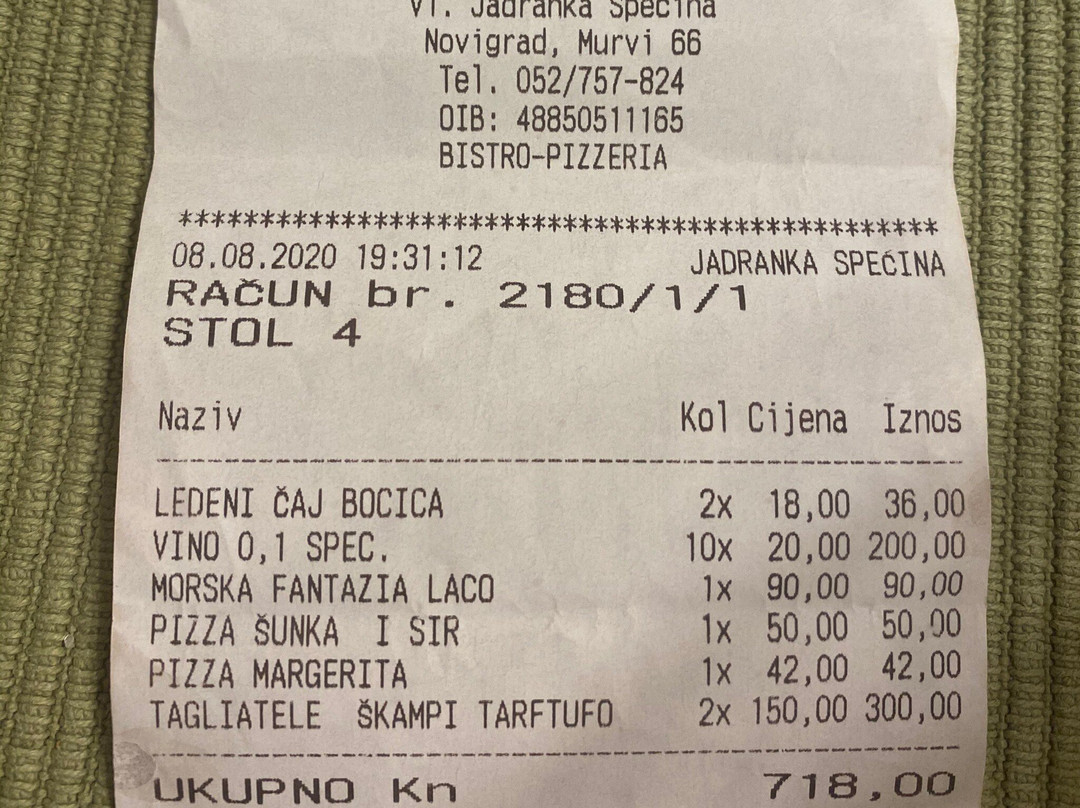 Vl. Jadranka Špećina
Novigrad, Murvi 66
Tel. 052/757-824
OIB: 48850511165
BISTRO-PIZZERIA
***********************************************
08.08.2020 19:31:12 JADRANKA SPEĆINA
RAČUN br. 2180/1/1
STOL 4
Naziv Kol Cijena Iznos
LEDENI ČAJ BOCICA 2x 18,00 36,00
VINO 0,1 SPEC. 10x 20,00 200,00
MORSKA FANTAZIA LACO 1x 90,00 90,00
PIZZA ŠUNKA I SIR 1x 50,00 50,00
PIZZA MARGERITA 1x 42,00 42,00
TAGLIATELE ŠKAMPI TARFTUFO 2x 150,00 300,00
UKUPNO Kn 718,00